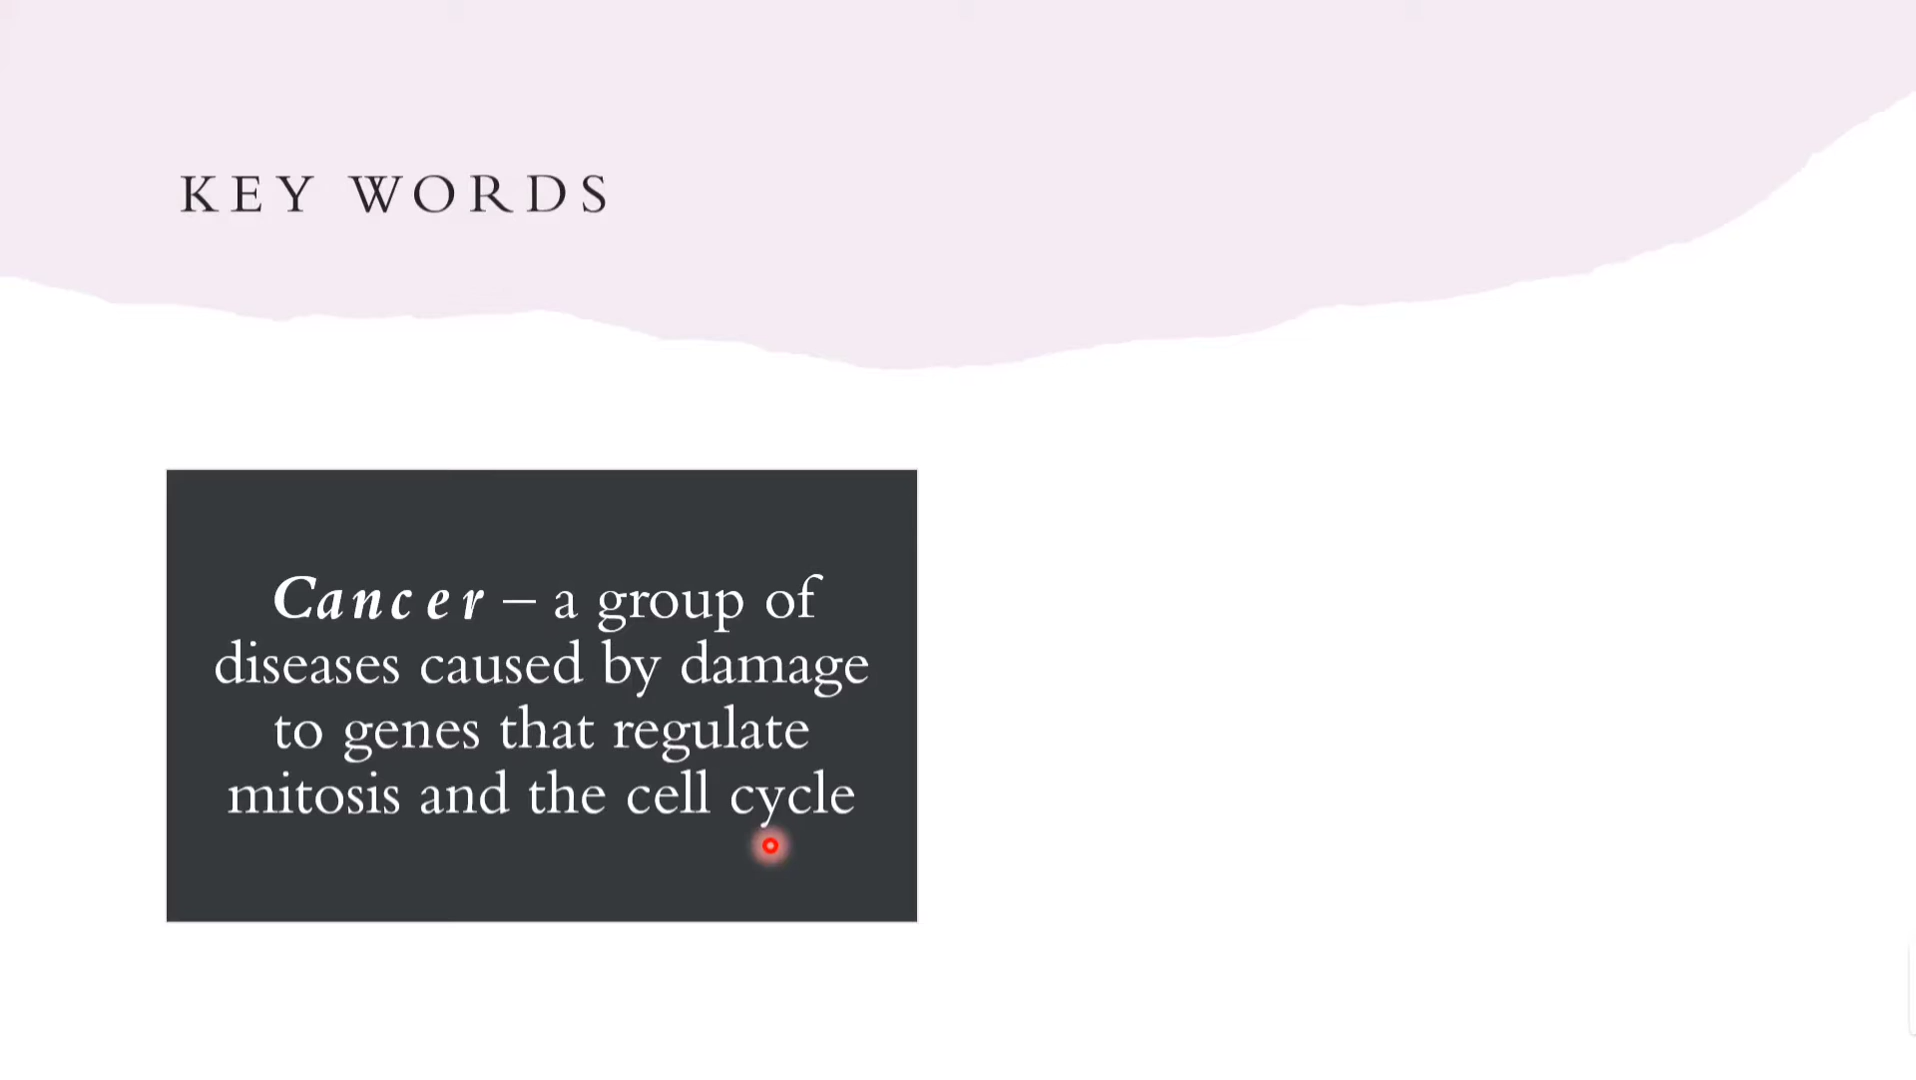 KEY WORDS
Cancer – a group of
diseases caused by damage
to genes that regulate
mitosis and the cell cycle